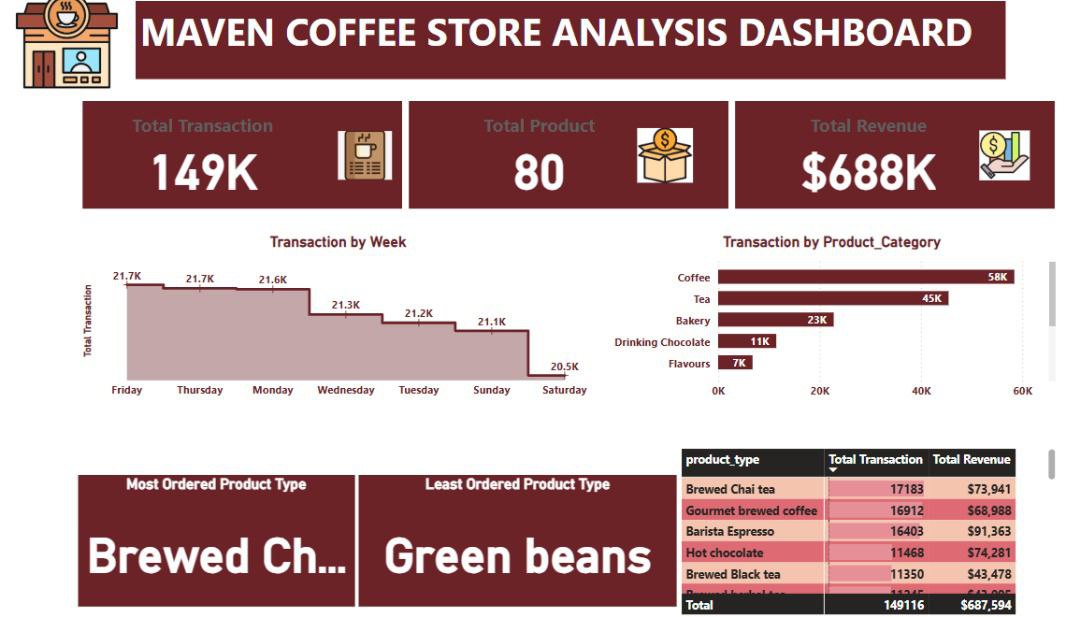 MAVEN COFFEE STORE ANALYSIS DASHBOARD
Total Transaction
149K
Total Product
80
Total Revenue
$688K
Transaction by Week
Total Transaction
21.7K
21.7K
21.6K
21.3K
21.2K
21.1K
20.5K
Friday Thursday Monday Wednesday Tuesday Sunday Saturday
Transaction by Product_Category
Coffee 58K
Tea 45K
Bakery 23K
Drinking Chocolate 11K
Flavours 7K
0K 20K 40K 60K
Most Ordered Product Type
Brewed Ch...
Least Ordered Product Type
Green beans
product_type Total Transaction Total Revenue
Brewed Chai tea 17183 $73,941
Gourmet brewed coffee 16912 $68,988
Barista Espresso 16403 $91,363
Hot chocolate 11468 $74,281
Brewed Black tea 11350 $43,478
Total 149116 $687,594